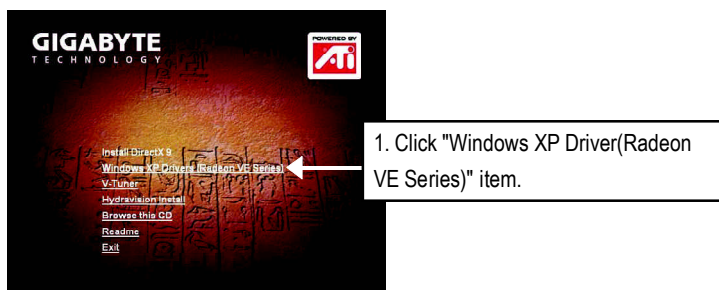 GIGABYTE
TECHNOLOGY
POWERED BY
ATi
Install DirectX 9
Windows XP Drivers (Radeon VE Series)
V-Tuner
Hydravision Install
Browse this CD
Readme
Exit
1. Click "Windows XP Driver(Radeon
VE Series)" item.